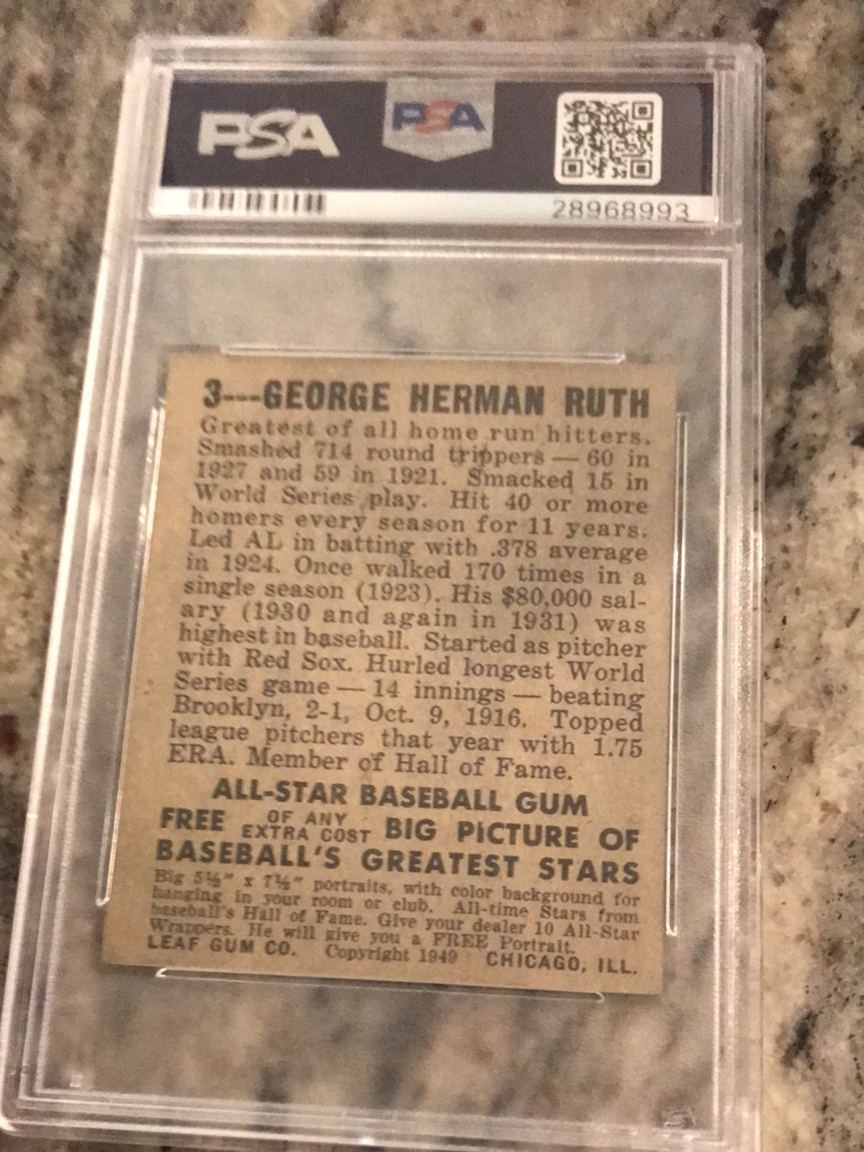 PSA
PSA
28968993
3---GEORGE HERMAN RUTH
Greatest of all home run hitters.
Smashed 714 round trippers — 60 in
1927 and 59 in 1921. Smacked 15 in
World Series play. Hit 40 or more
homers every season for 11 years.
Led AL in batting with .378 average
in 1924. Once walked 170 times in a
single season (1923). His $80,000 sal-
ary (1930 and again in 1931) was
highest in baseball. Started as pitcher
with Red Sox. Hurled longest World
Series game — 14 innings — beating
Brooklyn, 2-1, Oct. 9, 1916. Topped
league pitchers that year with 1.75
ERA. Member of Hall of Fame.
ALL-STAR BASEBALL GUM
FREE OF ANY EXTRA COST BIG PICTURE OF
BASEBALL'S GREATEST STARS
Big 5½" x 7½" portraits, with color background for
hanging in your room or club. All-time Stars from
baseball's Hall of Fame. Give your dealer 10 All-Star
Wrappers. He will give you a FREE Portrait.
LEAF GUM CO. Copyright 1949 CHICAGO, ILL.